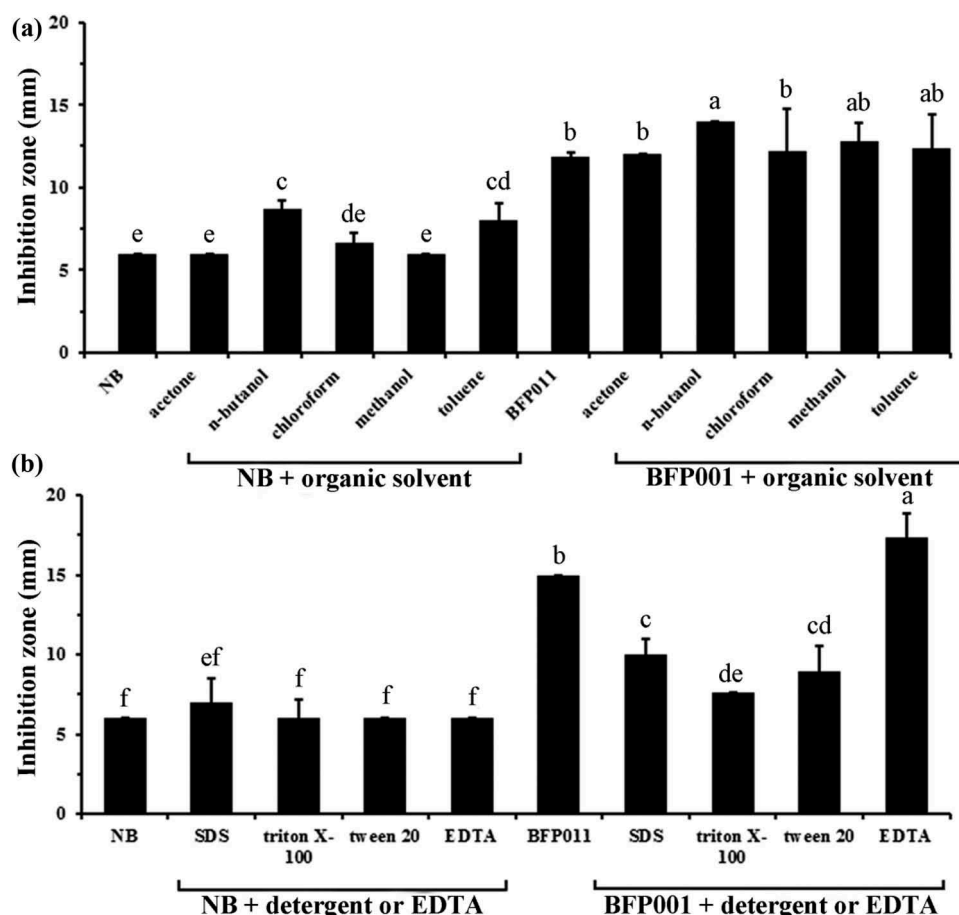 (a)
Inhibition zone (mm)
20
15
10
5
0
e
e
c
de
e
cd
b
b
a
b
ab
ab
NB
acetone
n-butanol
chloroform
methanol
toluene
BFP011
acetone
n-butanol
chloroform
methanol
toluene
NB + organic solvent
BFP001 + organic solvent
(b)
Inhibition zone (mm)
20
15
10
5
0
f
ef
f
f
f
b
c
de
cd
a
NB
SDS
triton X-
100
tween 20
EDTA
BFP011
SDS
triton X-
100
tween 20
EDTA
NB + detergent or EDTA
BFP001 + detergent or EDTA